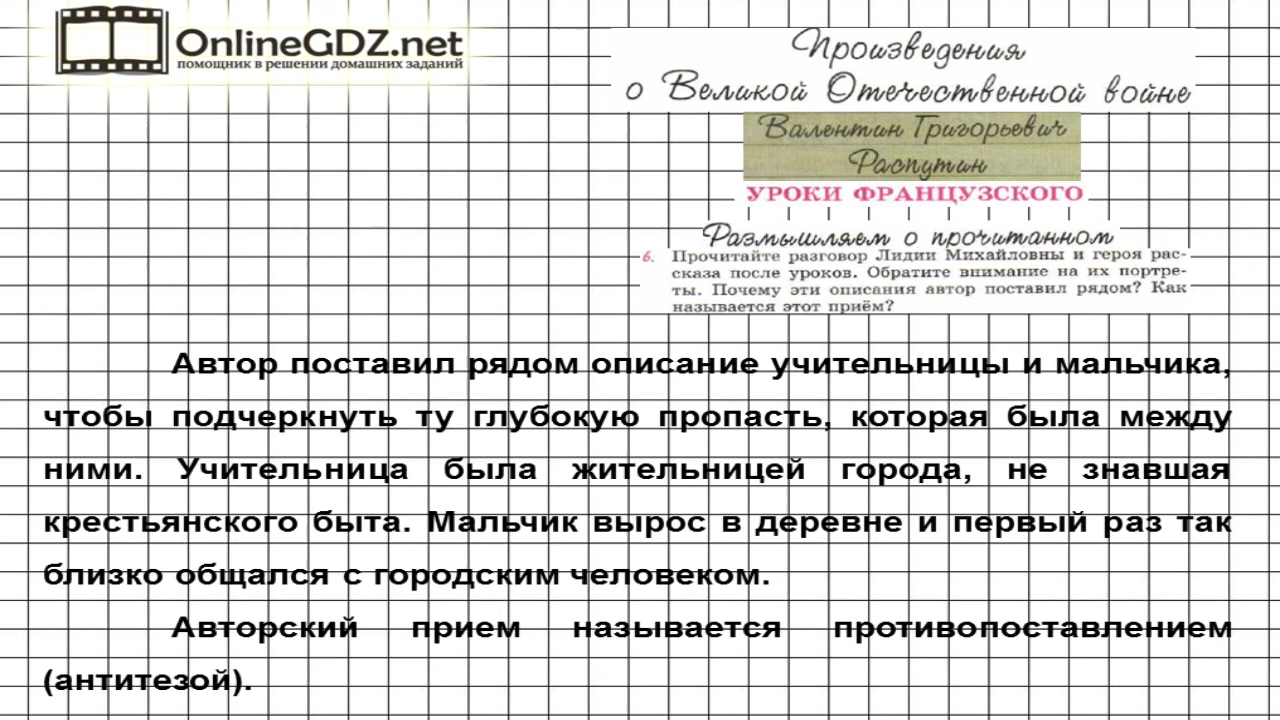 OnlineGDZ.net
помощник в решении домашних заданий
Произведения
о Великой Отечественной войне
Валентин Григорьевич
Распутин
УРОКИ ФРАНЦУЗСКОГО
Размышляем о прочитанном
6. Прочитайте разговор Лидии Михайловны и героя рас-
сказа после уроков. Обратите внимание на их портре-
ты. Почему эти описания автор поставил рядом? Как
называется этот приём?
Автор поставил рядом описание учительницы и мальчика,
чтобы подчеркнуть ту глубокую пропасть, которая была между
ними. Учительница была жительницей города, не знавшая
крестьянского быта. Мальчик вырос в деревне и первый раз так
близко общался с городским человеком.
Авторский прием называется противопоставлением
(антитезой).